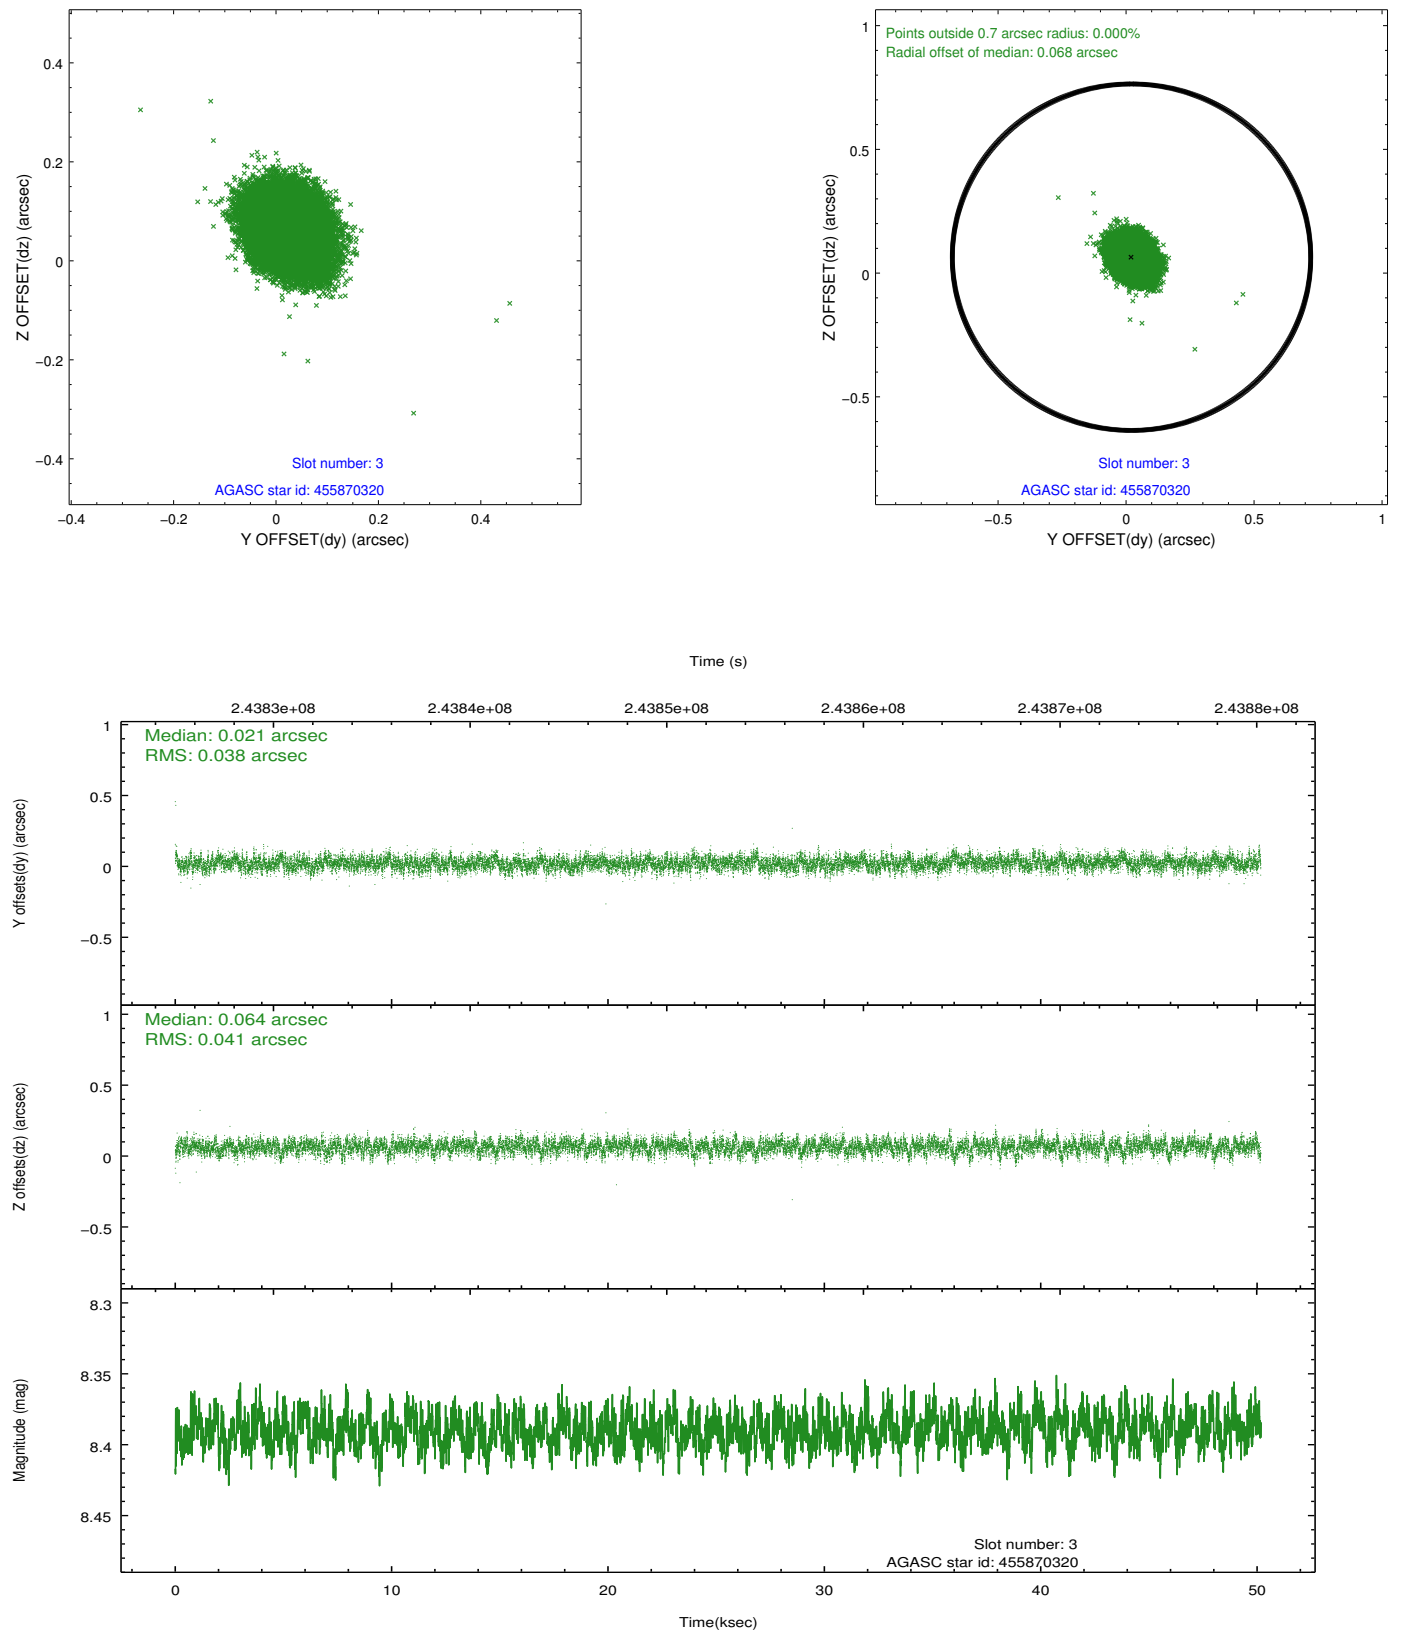 0.4
0.2
0
−0.2
−0.4
Z OFFSET(dz) (arcsec)
Slot number: 3
AGASC star id: 455870320
−0.4 −0.2 0 0.2 0.4
Y OFFSET(dy) (arcsec)
Points outside 0.7 arcsec radius: 0.000%
Radial offset of median: 0.068 arcsec
1
0.5
0
−0.5
Z OFFSET(dz) (arcsec)
Slot number: 3
AGASC star id: 455870320
−0.5 0 0.5 1
Y OFFSET(dy) (arcsec)
Time (s)
2.4383e+08 2.4384e+08 2.4385e+08 2.4386e+08 2.4387e+08 2.4388e+08
Median: 0.021 arcsec
RMS: 0.038 arcsec
1
0.5
0
−0.5
Y offsets(dy) (arcsec)
Median: 0.064 arcsec
RMS: 0.041 arcsec
1
0.5
0
−0.5
Z offsets(dz) (arcsec)
8.3
8.35
8.4
8.45
Magnitude (mag)
Slot number: 3
AGASC star id: 455870320
0 10 20 30 40 50
Time(ksec)